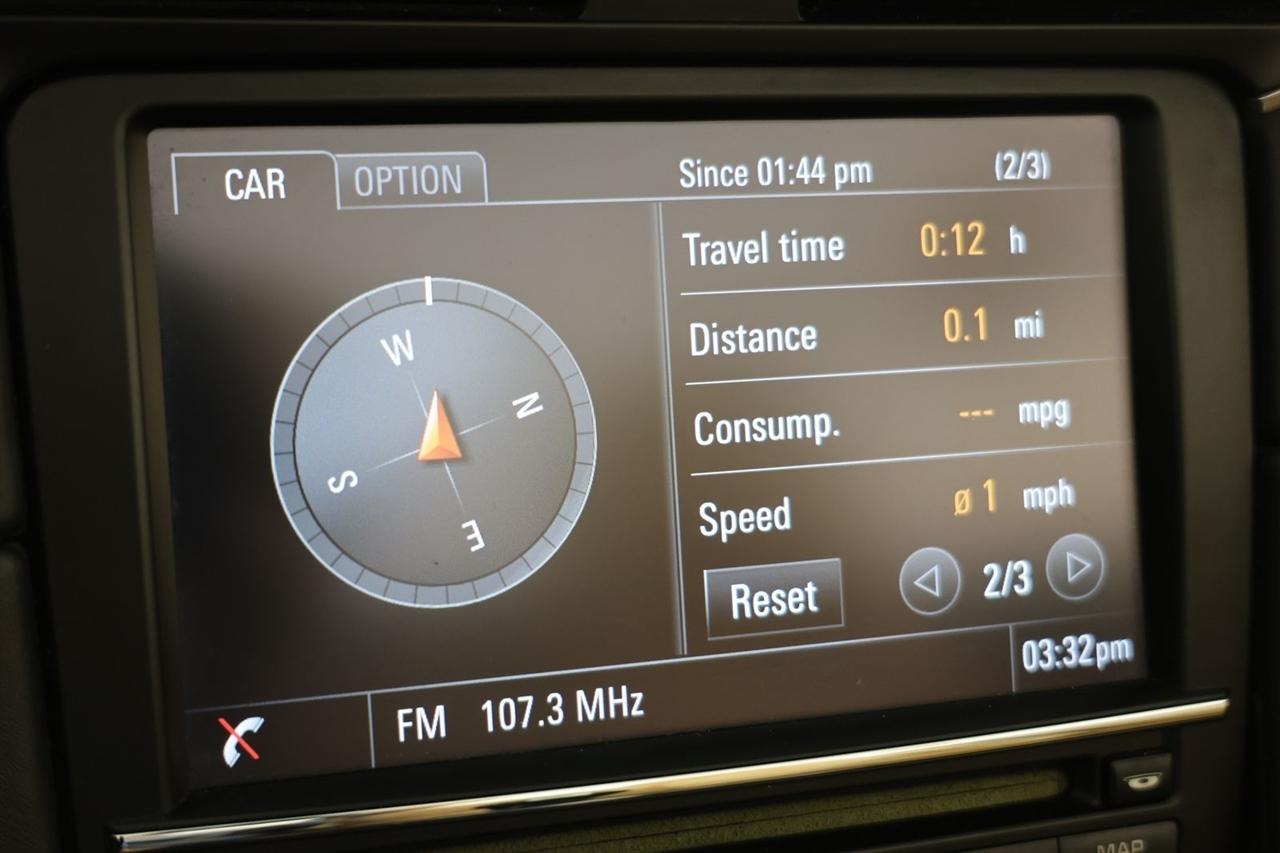 CAR OPTION Since 01:44 pm (2/3)
Travel time 0:12 h
Distance 0.1 mi
Consump. --- mpg
Speed ø 1 mph
Reset 2/3
W
N
S
E
FM 107.3 MHz 03:32pm
MAP